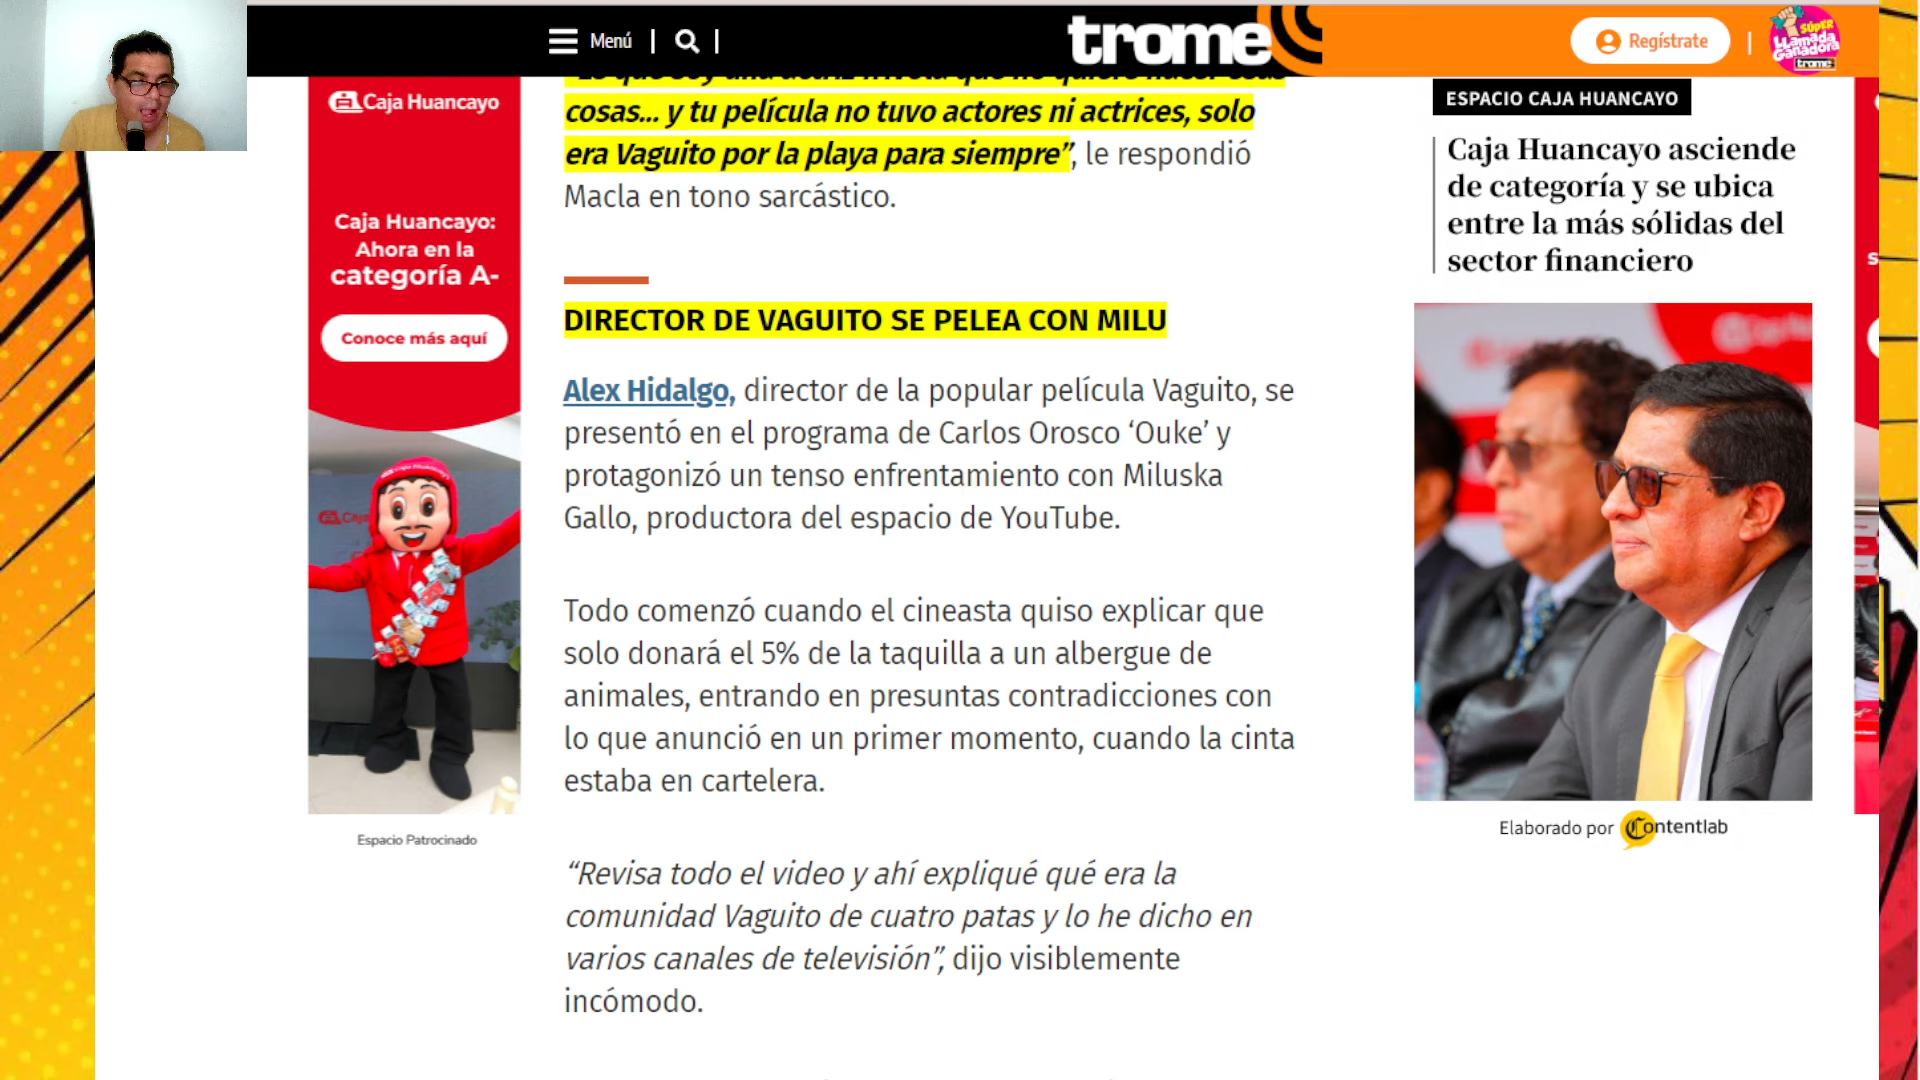 Menú
trome
Regístrate
SÚPER
LLamada
Ganadora
trome
Caja Huancayo
Caja Huancayo:
Ahora en la
categoría A-
Conoce más aquí
Espacio Patrocinado
cosas... y tu película no tuvo actores ni actrices, solo
era Vaguito por la playa para siempre”, le respondió
Macla en tono sarcástico.
DIRECTOR DE VAGUITO SE PELEA CON MILU
Alex Hidalgo, director de la popular película Vaguito, se
presentó en el programa de Carlos Orosco ‘Ouke’ y
protagonizó un tenso enfrentamiento con Miluska
Gallo, productora del espacio de YouTube.
Todo comenzó cuando el cineasta quiso explicar que
solo donará el 5% de la taquilla a un albergue de
animales, entrando en presuntas contradicciones con
lo que anunció en un primer momento, cuando la cinta
estaba en cartelera.
“Revisa todo el video y ahí expliqué qué era la
comunidad Vaguito de cuatro patas y lo he dicho en
varios canales de televisión”, dijo visiblemente
incómodo.
ESPACIO CAJA HUANCAYO
Caja Huancayo asciende
de categoría y se ubica
entre la más sólidas del
sector financiero
Elaborado por Contentlab